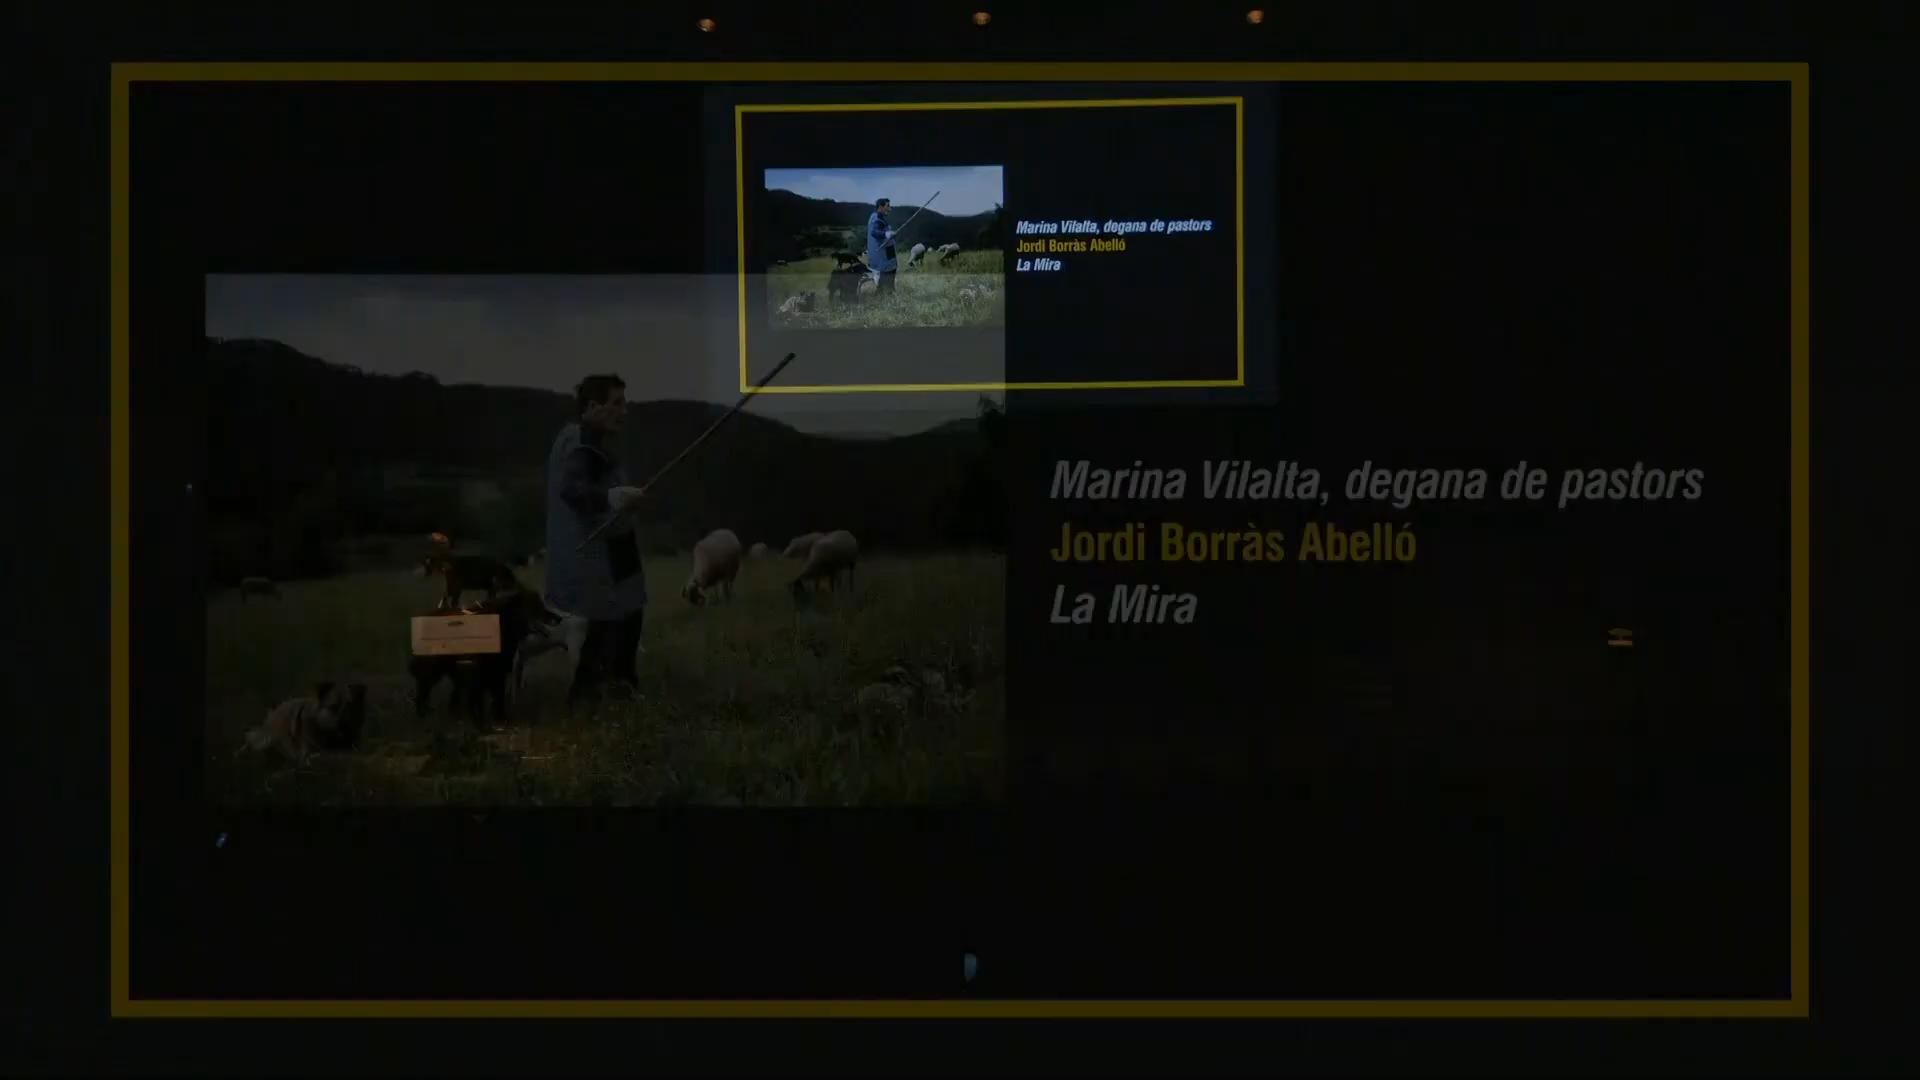 Marina Vilalta, degana de pastors
Jordi Borràs Abelló
La Mira
Marina Vilalta, degana de pastors
Jordi Borràs Abelló
La Mira